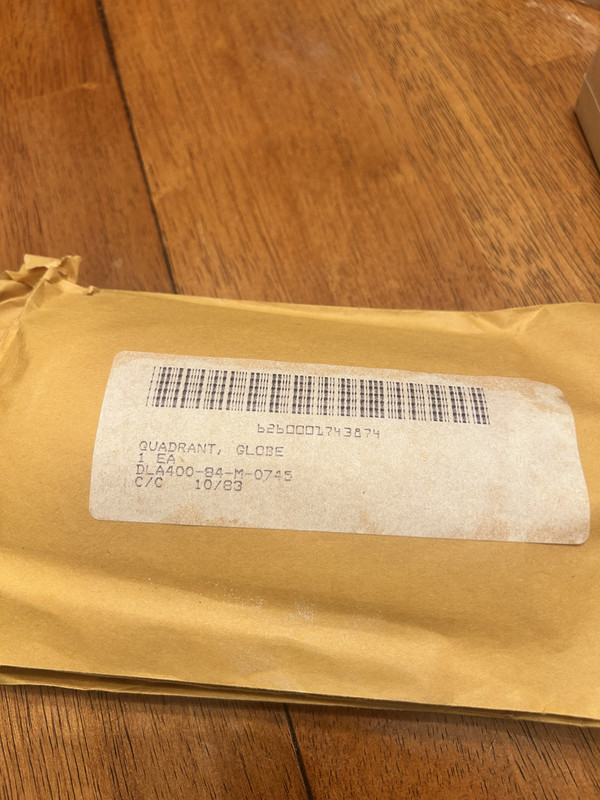 6260001743874
QUADRANT, GLOBE
1 EA
DLA400-84-M-0745
C/C 10/83